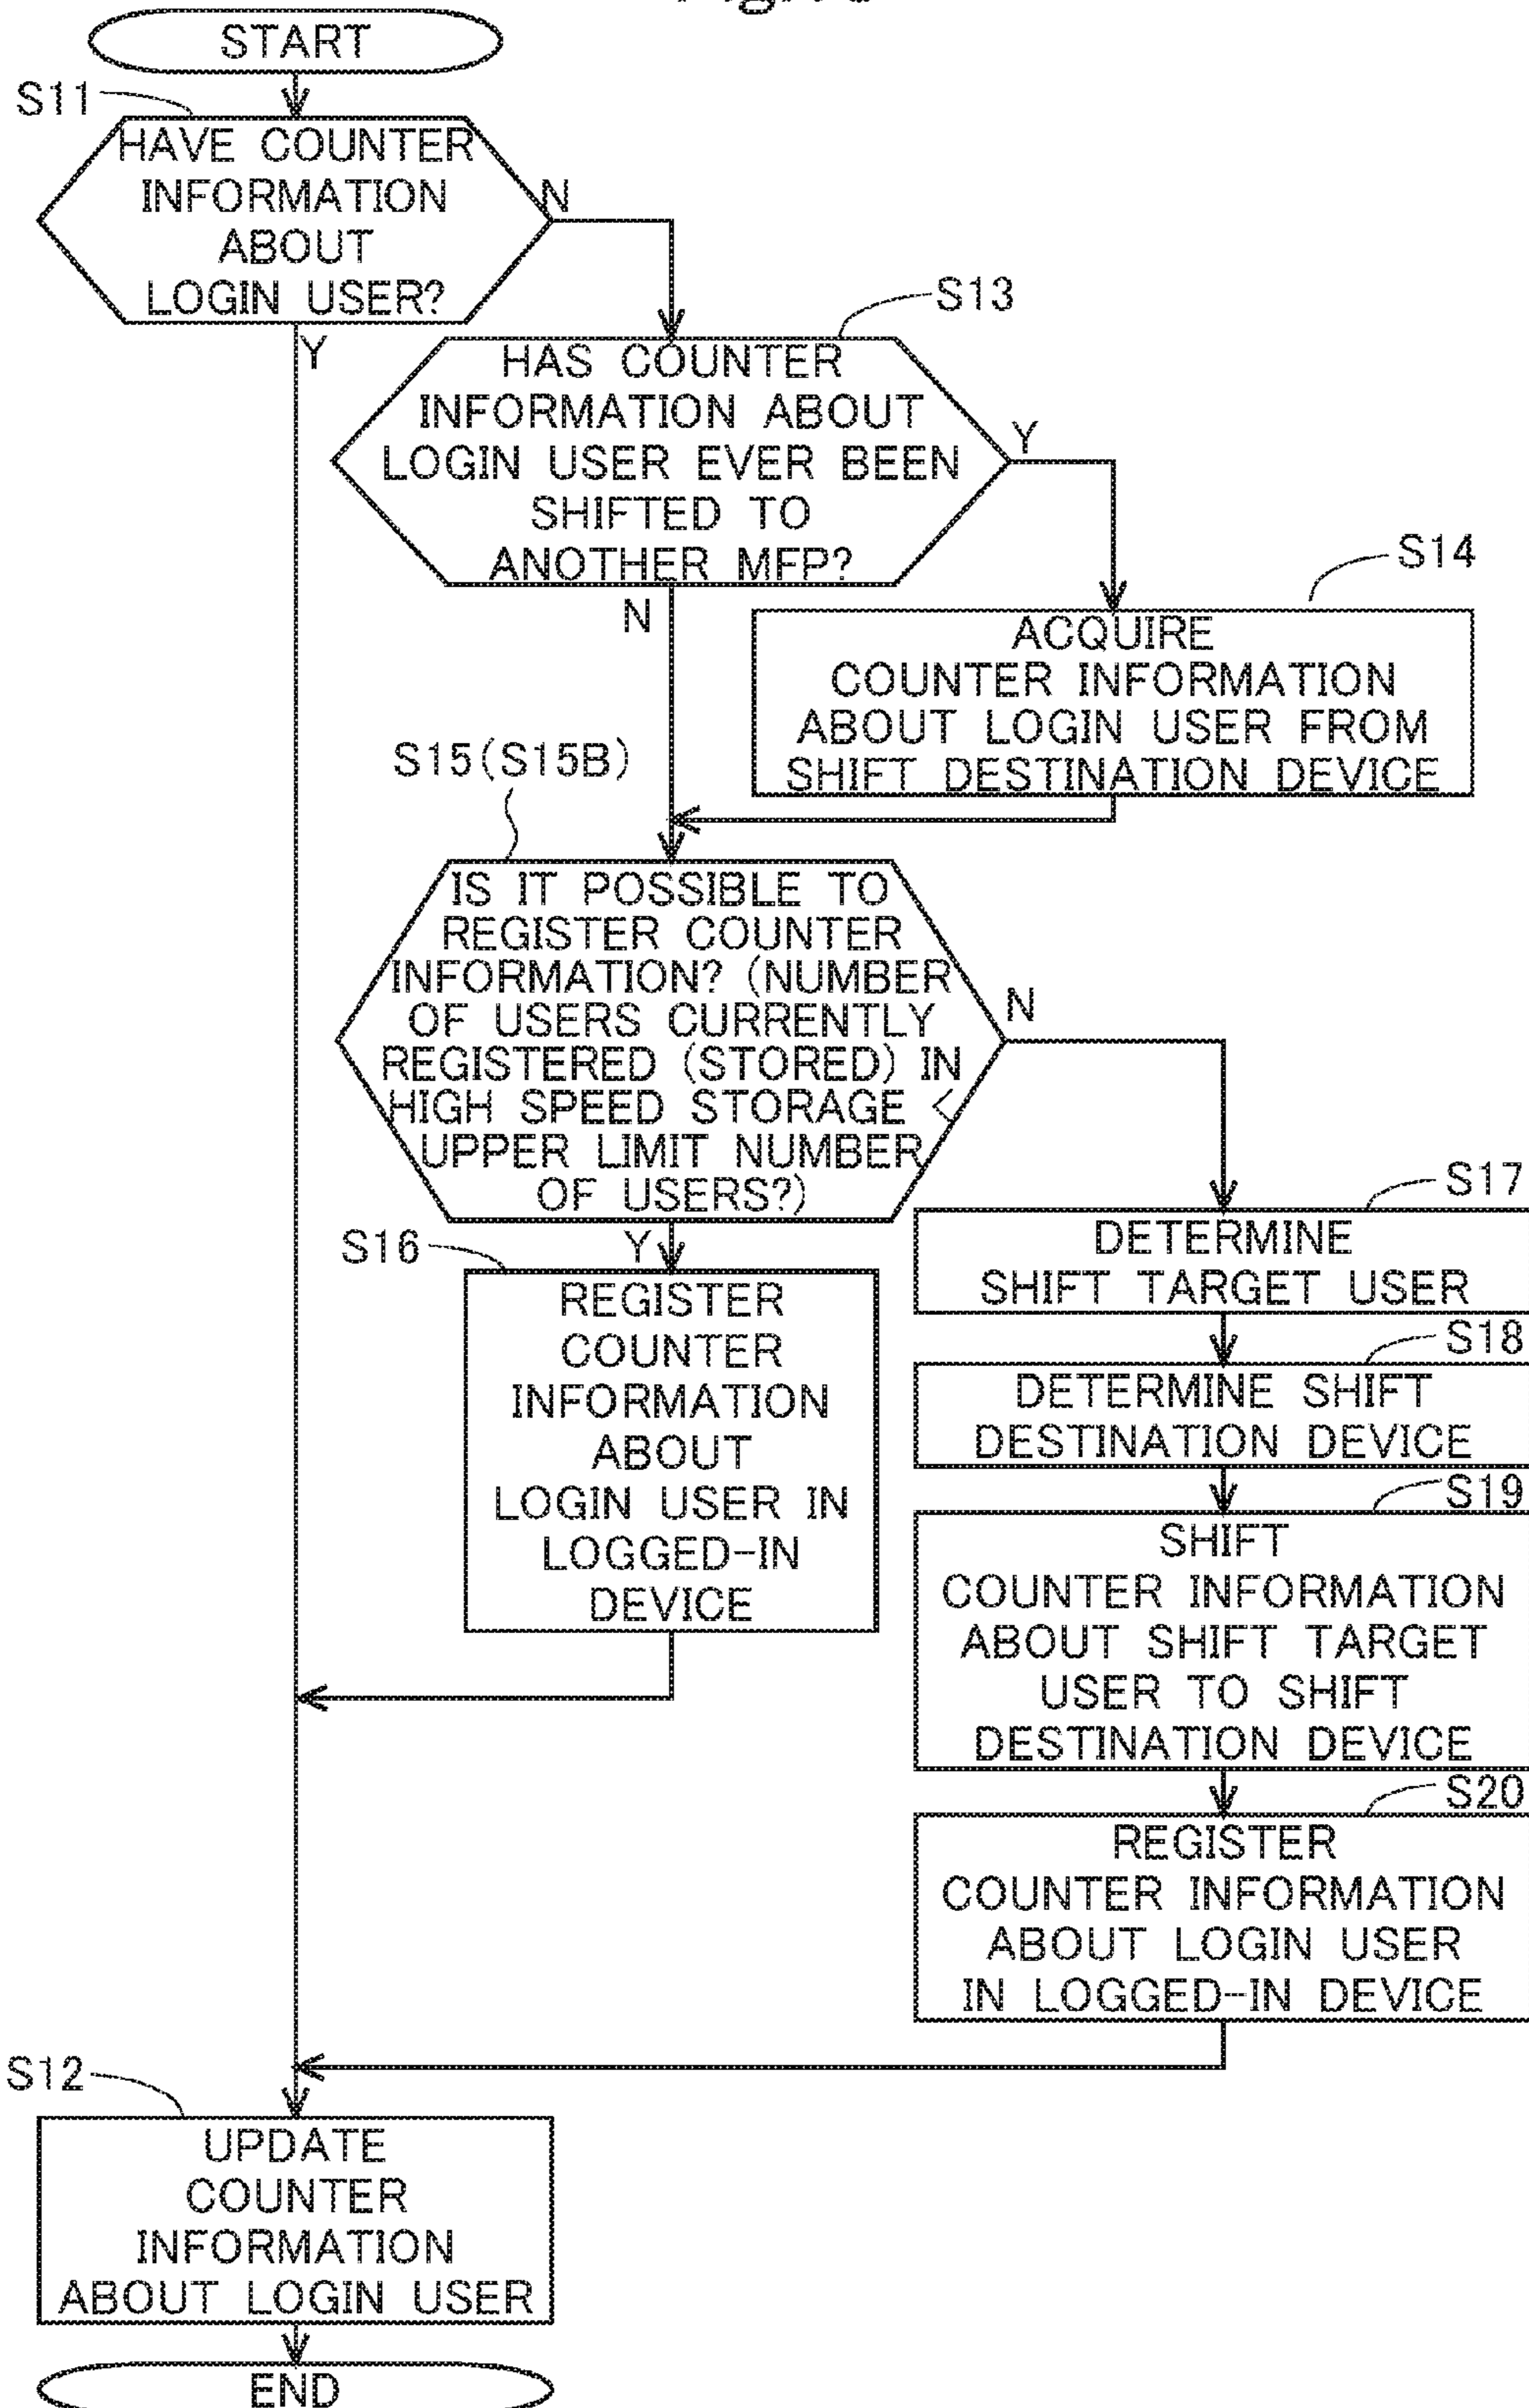 START
S11
HAVE COUNTER
INFORMATION
ABOUT
LOGIN USER?
N
Y
S13
HAS COUNTER
INFORMATION ABOUT
LOGIN USER EVER BEEN
SHIFTED TO
ANOTHER MFP?
Y
N
S14
ACQUIRE
COUNTER INFORMATION
ABOUT LOGIN USER FROM
SHIFT DESTINATION DEVICE
S15(S15B)
IS IT POSSIBLE TO
REGISTER COUNTER
INFORMATION? (NUMBER
OF USERS CURRENTLY
REGISTERED (STORED) IN
HIGH SPEED STORAGE <
UPPER LIMIT NUMBER
OF USERS?)
N
Y
S16
REGISTER
COUNTER
INFORMATION
ABOUT
LOGIN USER IN
LOGGED-IN
DEVICE
S17
DETERMINE
SHIFT TARGET USER
S18
DETERMINE SHIFT
DESTINATION DEVICE
S19
SHIFT
COUNTER INFORMATION
ABOUT SHIFT TARGET
USER TO SHIFT
DESTINATION DEVICE
S20
REGISTER
COUNTER INFORMATION
ABOUT LOGIN USER
IN LOGGED-IN DEVICE
S12
UPDATE
COUNTER
INFORMATION
ABOUT LOGIN USER
END